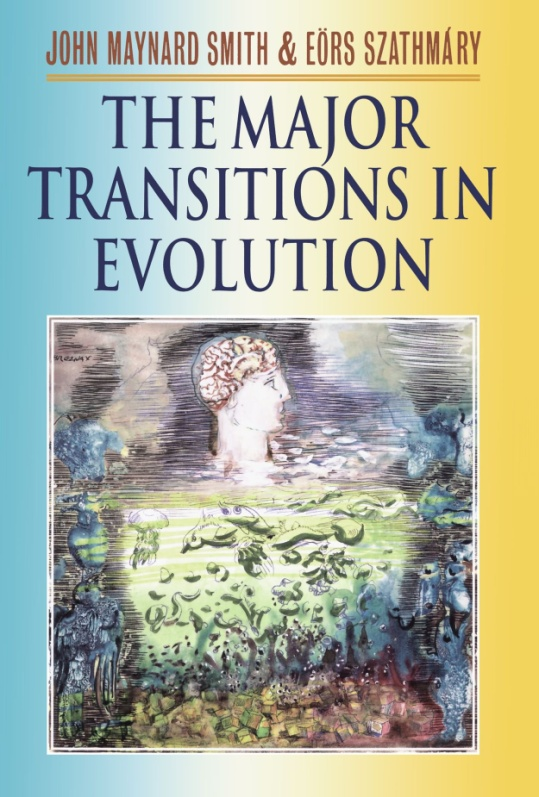 JOHN MAYNARD SMITH & EÖRS SZATHMÁRY
THE MAJOR
TRANSITIONS IN
EVOLUTION